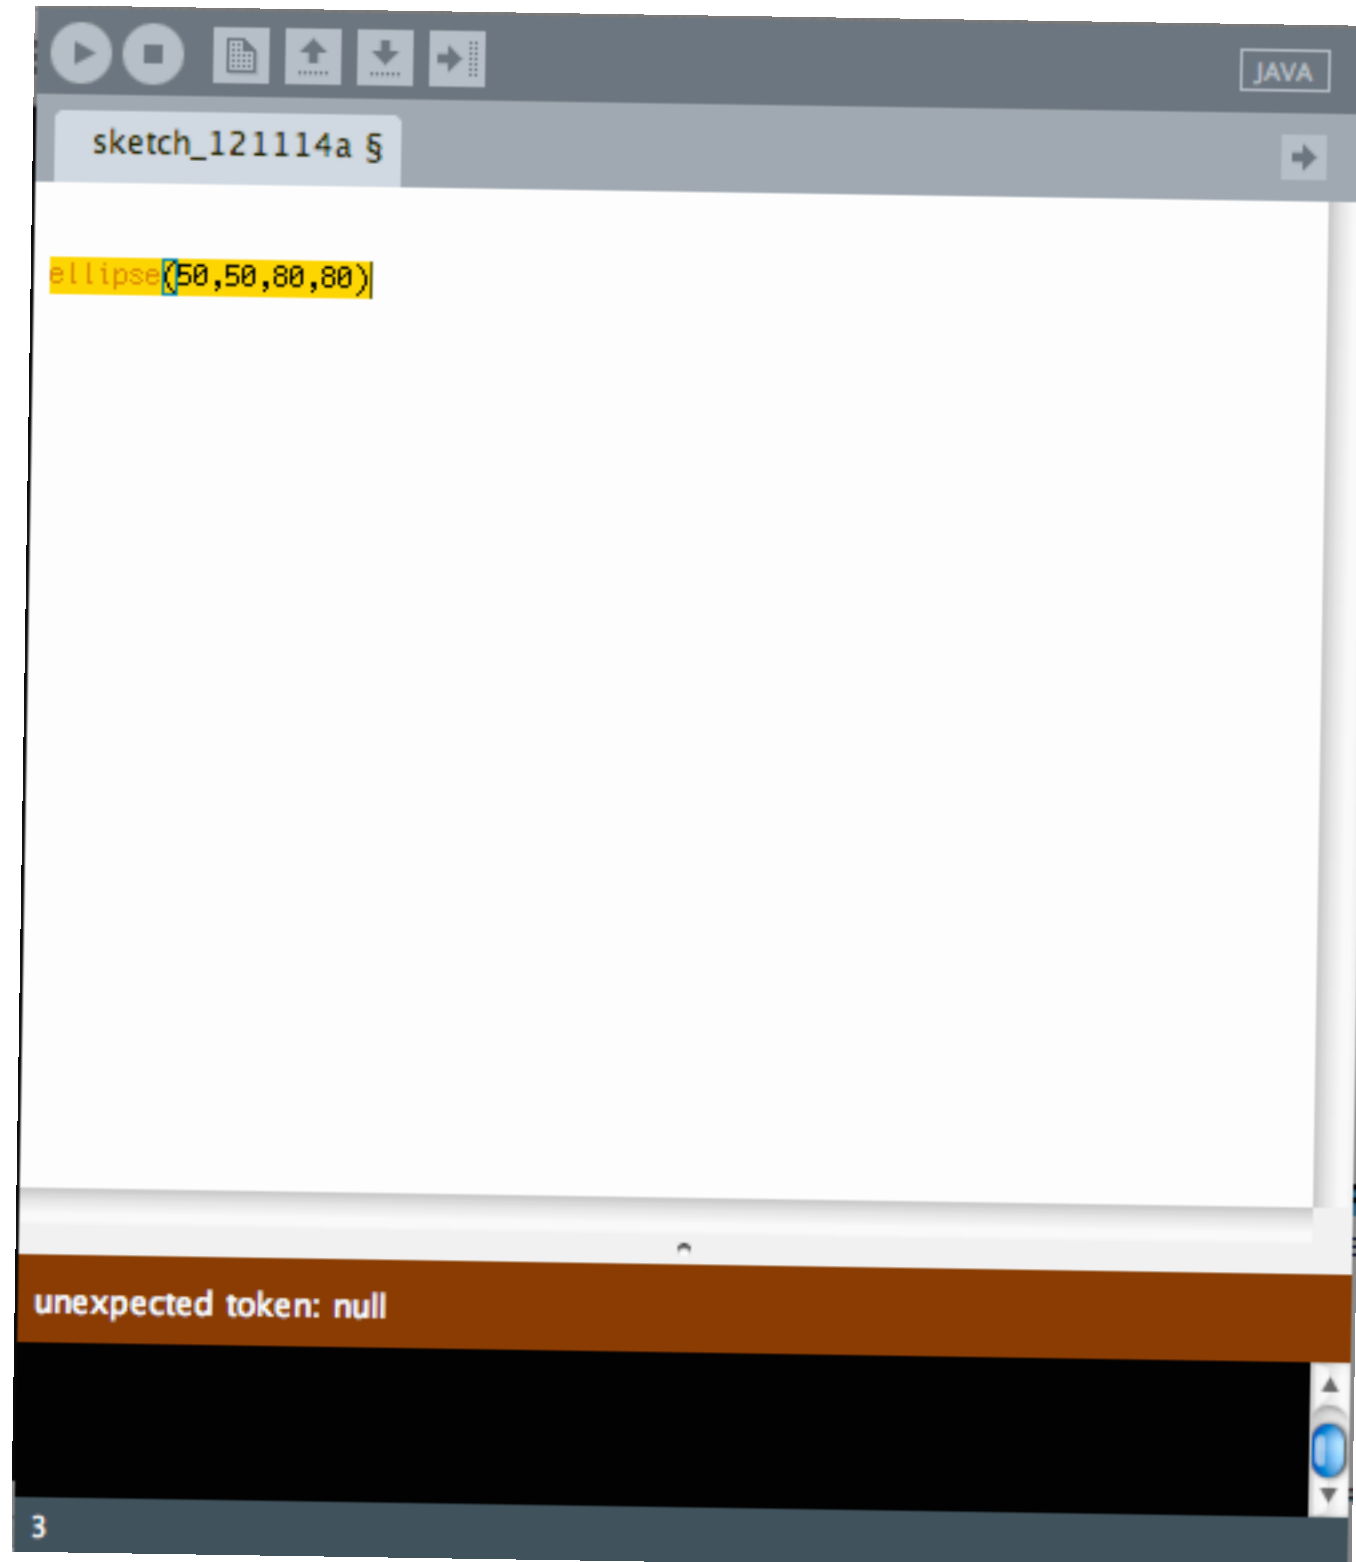 JAVA
sketch_121114a §
ellipse(50,50,80,80)
unexpected token: null
3